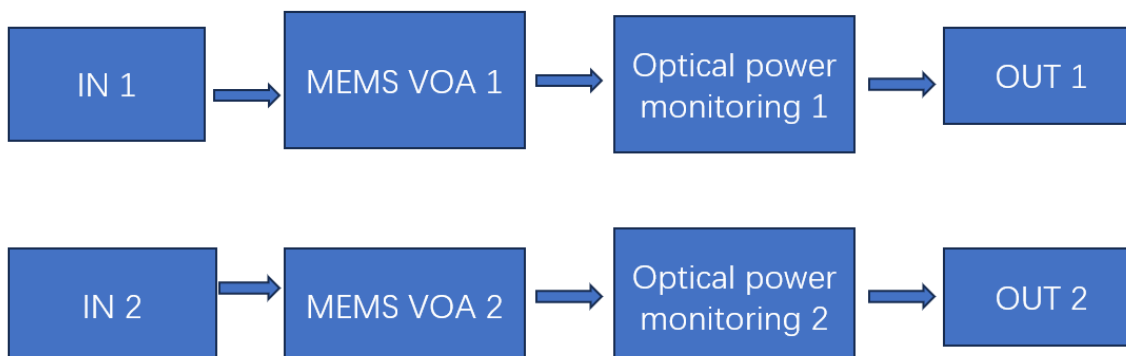 IN 1
MEMS VOA 1
Optical power
monitoring 1
OUT 1
IN 2
MEMS VOA 2
Optical power
monitoring 2
OUT 2